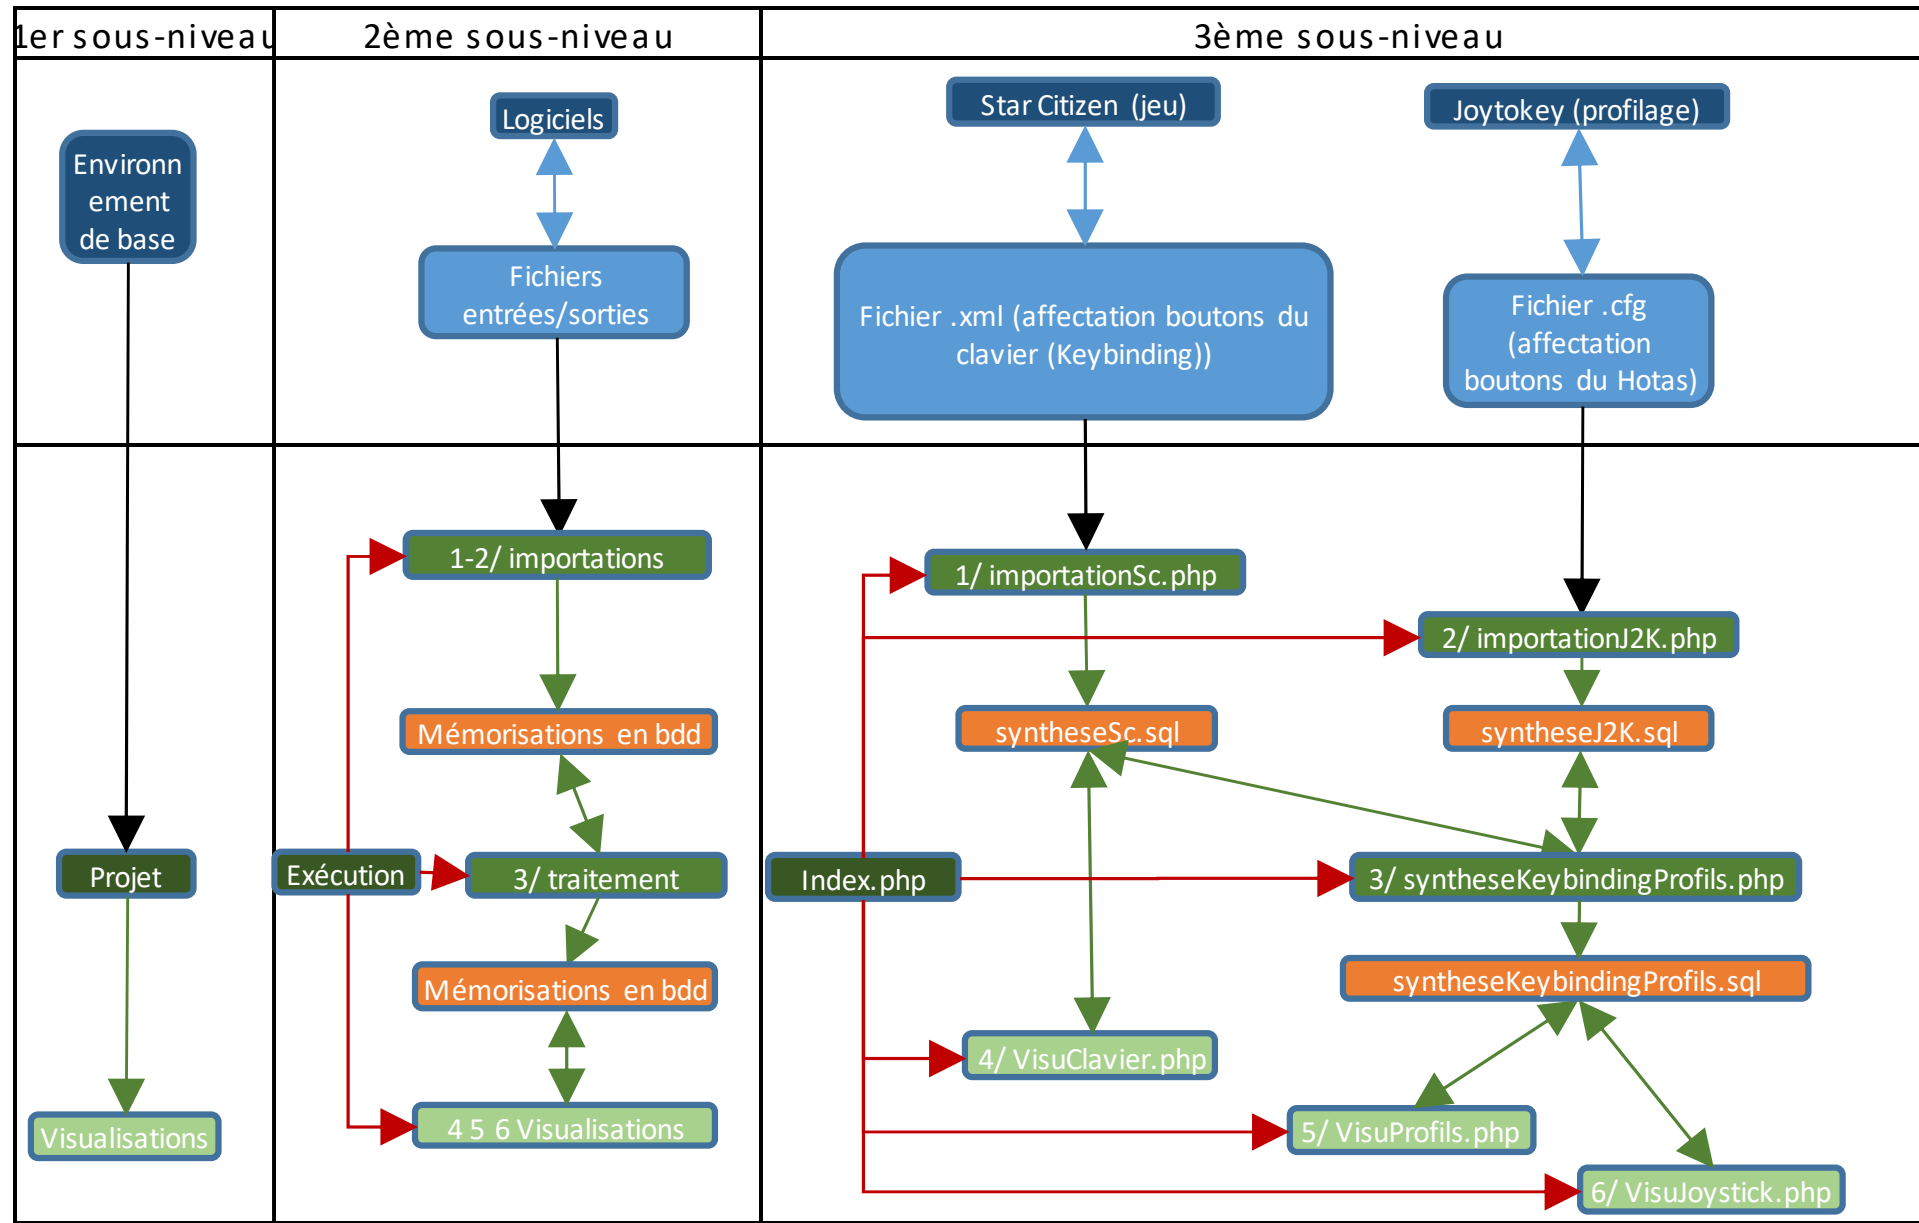 1er sous-niveau
2ème sous-niveau
3ème sous-niveau
Environn
ement
de base
Logiciels
Fichiers
entrées/sorties
Star Citizen (jeu)
Joytokey (profilage)
Fichier .xml (affectation boutons du
clavier (Keybinding))
Fichier .cfg
(affectation
boutons du Hotas)
1-2/ importations
1/ importationSc.php
2/ importationJ2K.php
Mémorisations en bdd
syntheseSc.sql
syntheseJ2K.sql
Projet
Exécution
3/ traitement
Index.php
3/ syntheseKeybindingProfils.php
Mémorisations en bdd
syntheseKeybindingProfils.sql
4/ VisuClavier.php
Visualisations
4 5 6 Visualisations
5/ VisuProfils.php
6/ VisuJoystick.php